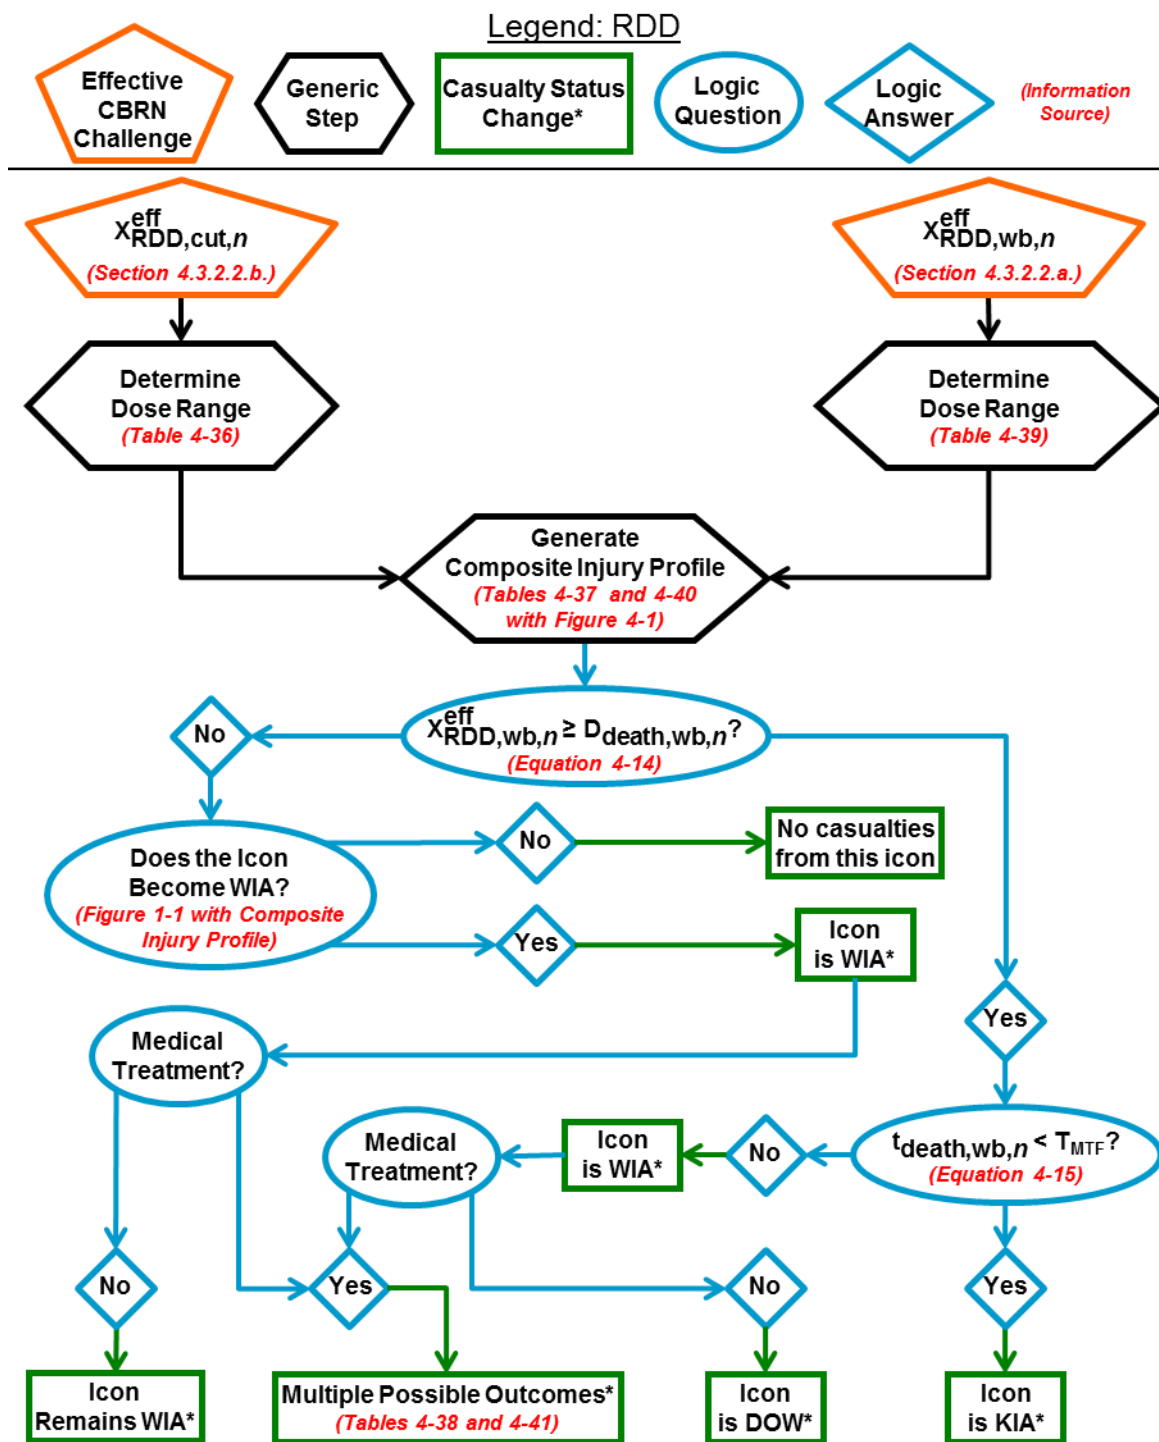 Legend: RDD
Effective
CBRN
Challenge
Generic
Step
Casualty Status
Change*
Logic
Question
Logic
Answer
(Information
Source)
X^eff_RDD,cut,n
(Section 4.3.2.2.b.)
X^eff_RDD,wb,n
(Section 4.3.2.2.a.)
Determine
Dose Range
(Table 4-36)
Determine
Dose Range
(Table 4-39)
Generate
Composite Injury Profile
(Tables 4-37 and 4-40
with Figure 4-1)
X^eff_RDD,wb,n ≥ D_death,wb,n?
(Equation 4-14)
No
Does the Icon
Become WIA?
(Figure 1-1 with Composite
Injury Profile)
No
No casualties
from this icon
Yes
Icon
is WIA*
Yes
Medical
Treatment?
Medical
Treatment?
Icon
is WIA*
No
t_death,wb,n < T_MTF?
(Equation 4-15)
No
Yes
No
Yes
Icon
Remains WIA*
Multiple Possible Outcomes*
(Tables 4-38 and 4-41)
Icon
is DOW*
Icon
is KIA*